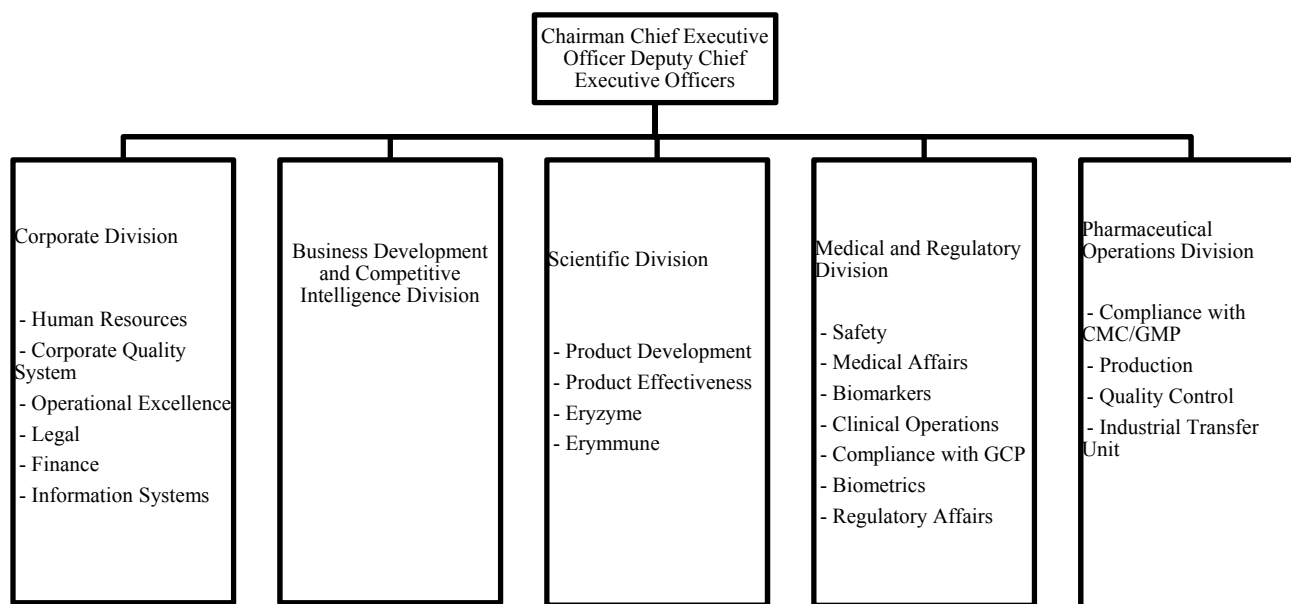 Chairman Chief Executive
Officer Deputy Chief
Executive Officers
Corporate Division
- Human Resources
- Corporate Quality
System
- Operational Excellence
- Legal
- Finance
- Information Systems
Business Development
and Competitive
Intelligence Division
Scientific Division
- Product Development
- Product Effectiveness
- Eryzyme
- Erymmune
Medical and Regulatory
Division
- Safety
- Medical Affairs
- Biomarkers
- Clinical Operations
- Compliance with GCP
- Biometrics
- Regulatory Affairs
Pharmaceutical
Operations Division
- Compliance with
CMC/GMP
- Production
- Quality Control
- Industrial Transfer
Unit